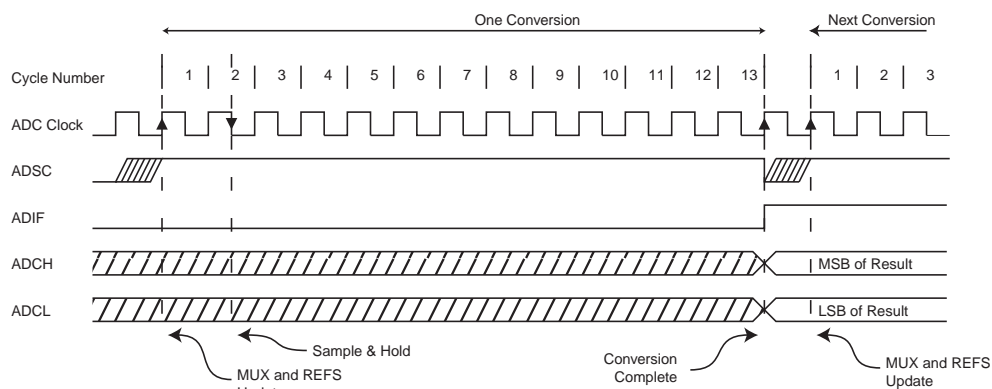 One Conversion
Next Conversion
Cycle Number 1 2 3 4 5 6 7 8 9 10 11 12 13 1 2 3
ADC Clock
ADSC
ADIF
ADCH
MSB of Result
ADCL
LSB of Result
Sample & Hold
MUX and REFS
Conversion
Complete
MUX and REFS
Update